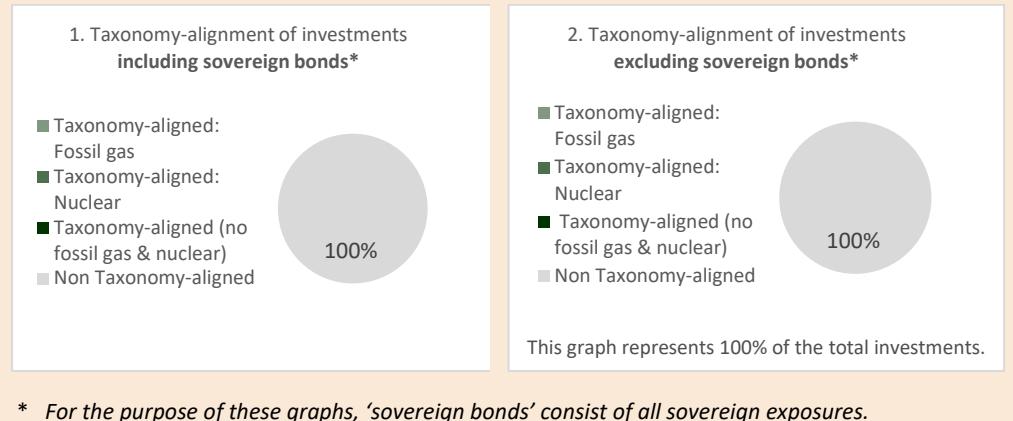 1. Taxonomy-alignment of investments
including sovereign bonds*
Taxonomy-aligned:
Fossil gas
Taxonomy-aligned:
Nuclear
Taxonomy-aligned (no
fossil gas & nuclear)
Non Taxonomy-aligned
100%
2. Taxonomy-alignment of investments
excluding sovereign bonds*
Taxonomy-aligned:
Fossil gas
Taxonomy-aligned:
Nuclear
Taxonomy-aligned (no
fossil gas & nuclear)
Non Taxonomy-aligned
100%
This graph represents 100% of the total investments.
* For the purpose of these graphs, ‘sovereign bonds’ consist of all sovereign exposures.